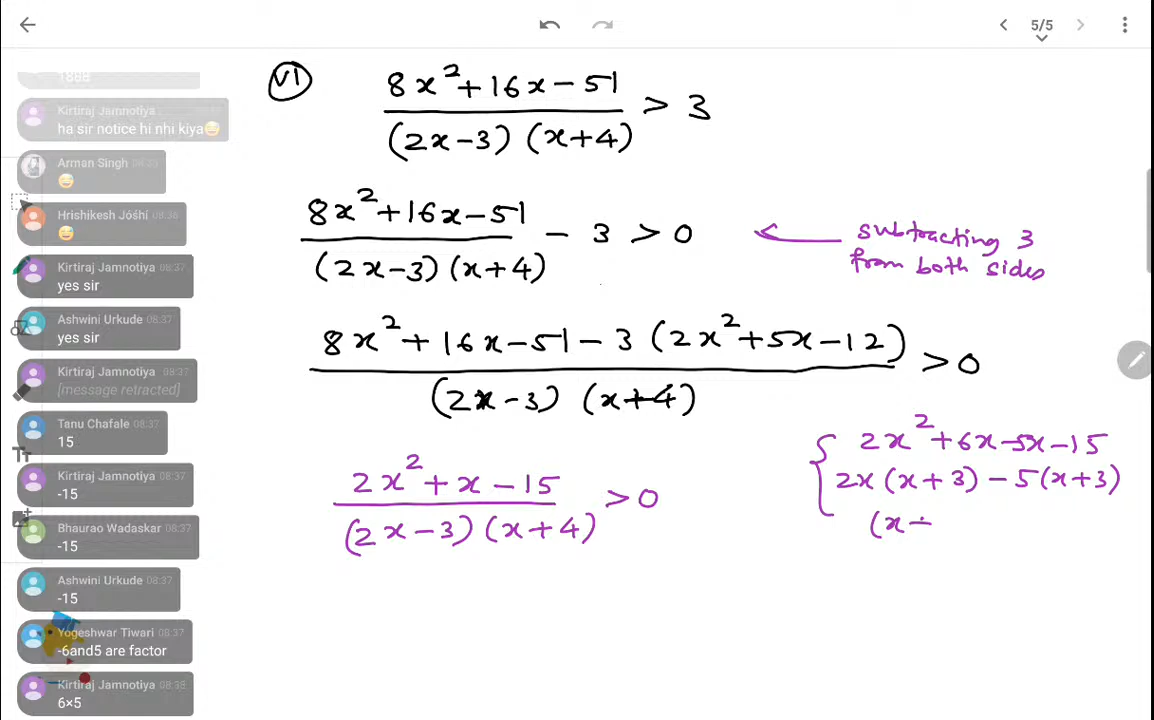 5/5
1868
Kirtiraj Jamnotiya
ha sir notice hi nhi kiya😅
Arman Singh 08:35
😅
Hrishikesh Jóśhí 08:36
😅
Kirtiraj Jamnotiya 08:37
yes sir
Ashwini Urkude 08:37
yes sir
Kirtiraj Jamnotiya 08:37
[message retracted]
Tanu Chafale 08:37
15
Kirtiraj Jamnotiya 08:37
-15
Bhaurao Wadaskar 08:37
-15
Ashwini Urkude 08:37
-15
Yogeshwar Tiwari 08:37
-6and5 are factor
Kirtiraj Jamnotiya 08:38
6×5
Tт
VI
8x²+16x-51
(2x-3) (x+4) > 3
8x²+16x-51
(2x-3)(x+4) - 3 > 0
subtracting 3
from both sides
8x²+16x-51-3(2x²+5x-12)
(2x-3) (x+4) > 0
2x²+x-15
(2x-3)(x+4) > 0
2x²+6x-5x-15
2x(x+3)-5(x+3)
(x+